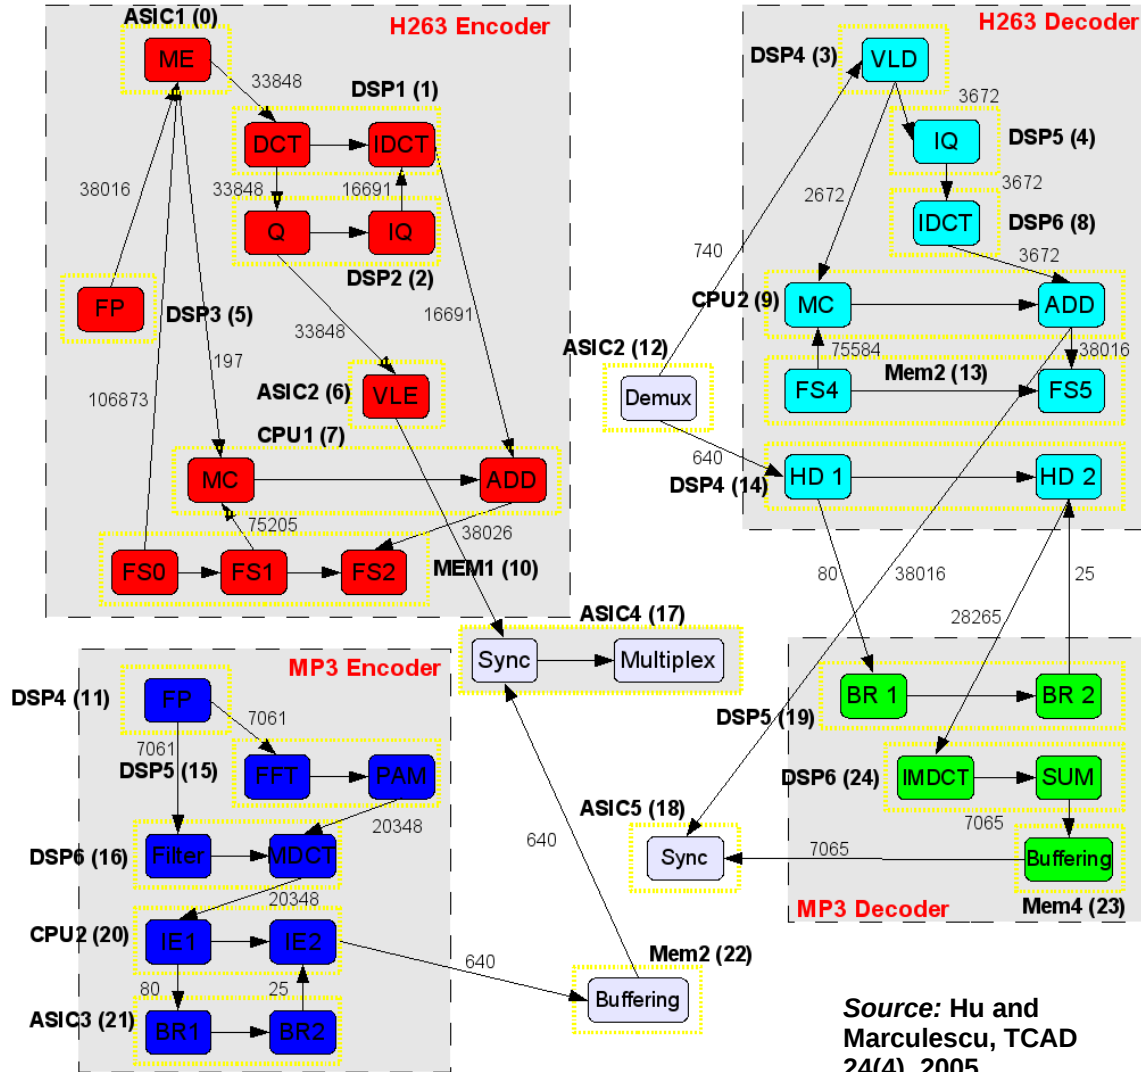 ASIC1 (0)
H263 Encoder
ME
33848
DSP1 (1)
DCT
IDCT
38016
33848
16691
Q
IQ
DSP2 (2)
FP
DSP3 (5)
33848
16691
197
106873
ASIC2 (6)
VLE
CPU1 (7)
MC
ADD
75205
38026
FS0
FS1
FS2
MEM1 (10)
H263 Decoder
DSP4 (3)
VLD
3672
IQ
DSP5 (4)
2672
3672
IDCT
DSP6 (8)
740
3672
CPU2 (9)
MC
ADD
ASIC2 (12)
75584
38016
Mem2 (13)
Demux
FS4
FS5
640
DSP4 (14)
HD 1
HD 2
80
38016
25
28265
ASIC4 (17)
Sync
Multiplex
MP3 Encoder
DSP4 (11)
FP
7061
7061
DSP5 (15)
FFT
PAM
20348
DSP6 (16)
Filter
MDCT
20348
CPU2 (20)
IE1
IE2
640
80
25
ASIC3 (21)
BR1
BR2
640
Mem2 (22)
Buffering
ASIC5 (18)
Sync
7065
BR 1
BR 2
DSP5 (19)
DSP6 (24)
IMDCT
SUM
7065
Buffering
MP3 Decoder
Mem4 (23)
Source: Hu and
Marculescu, TCAD
24(4), 2005